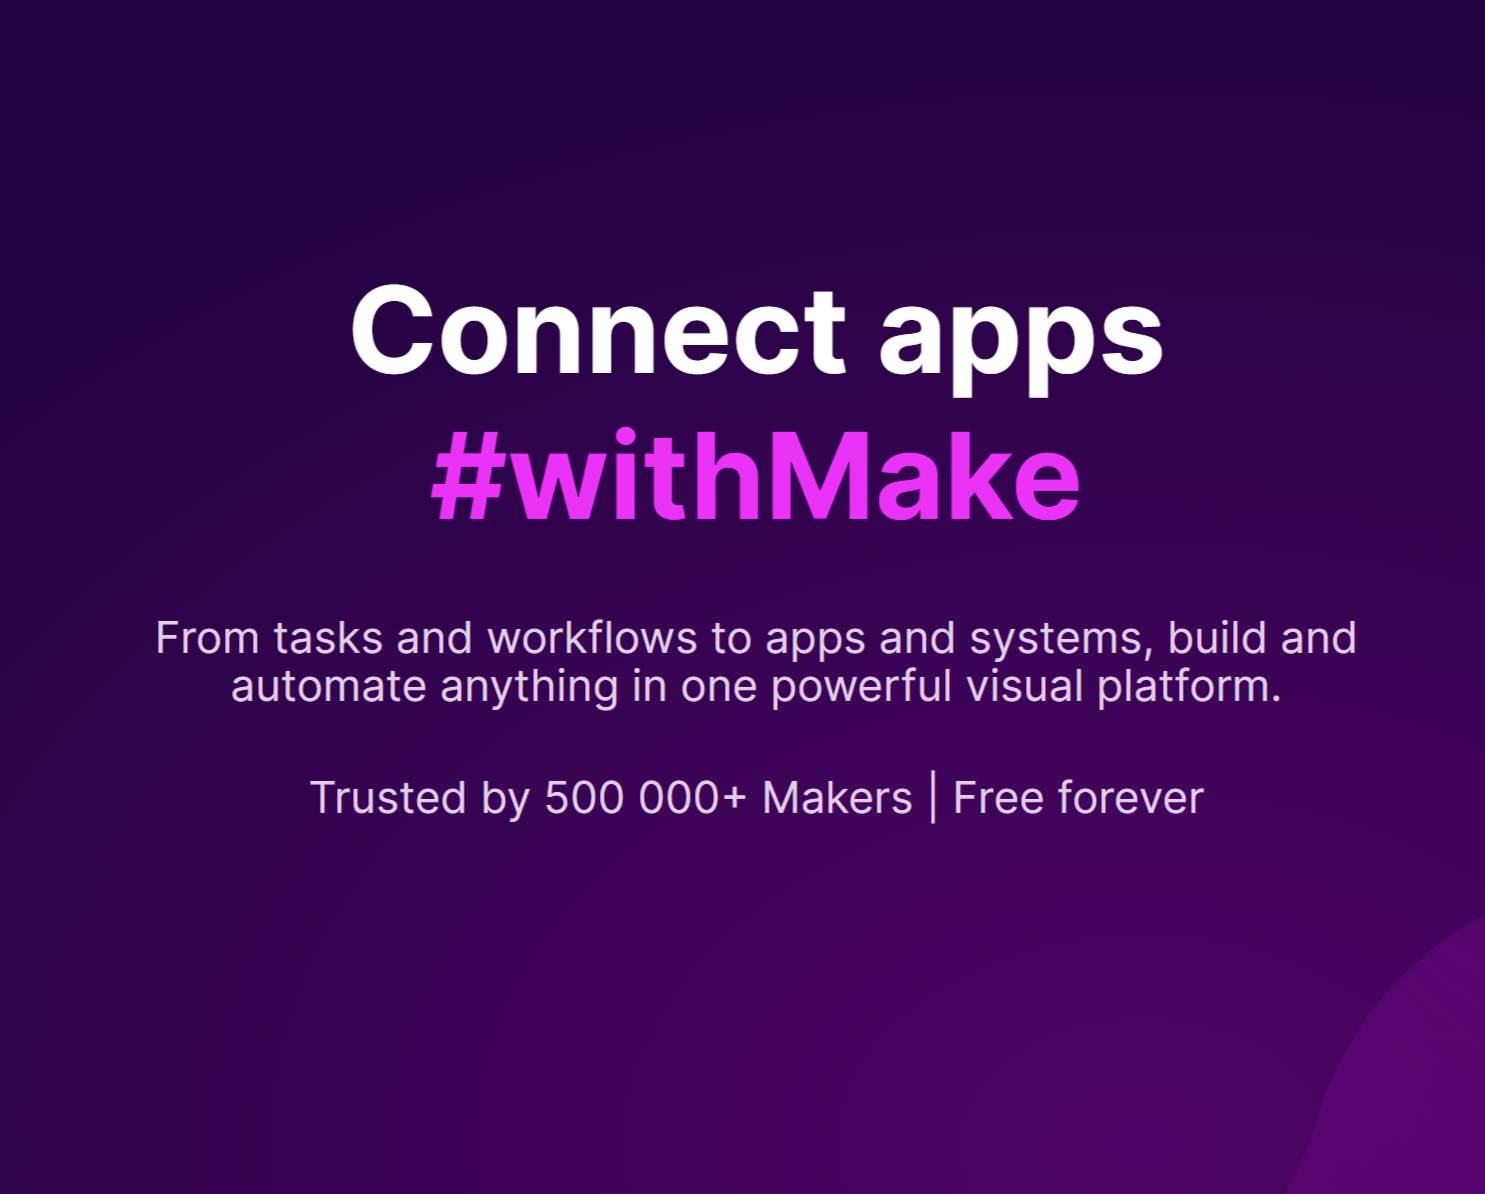 Connect apps
#withMake
From tasks and workflows to apps and systems, build and
automate anything in one powerful visual platform.
Trusted by 500 000+ Makers | Free forever